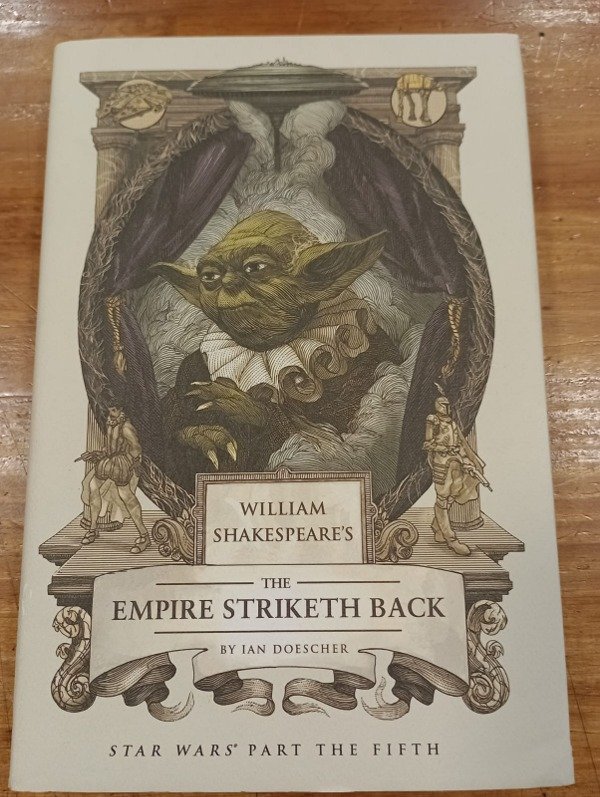 WILLIAM
SHAKESPEARE'S
THE
EMPIRE STRIKETH BACK
BY IAN DOESCHER
STAR WARS® PART THE FIFTH